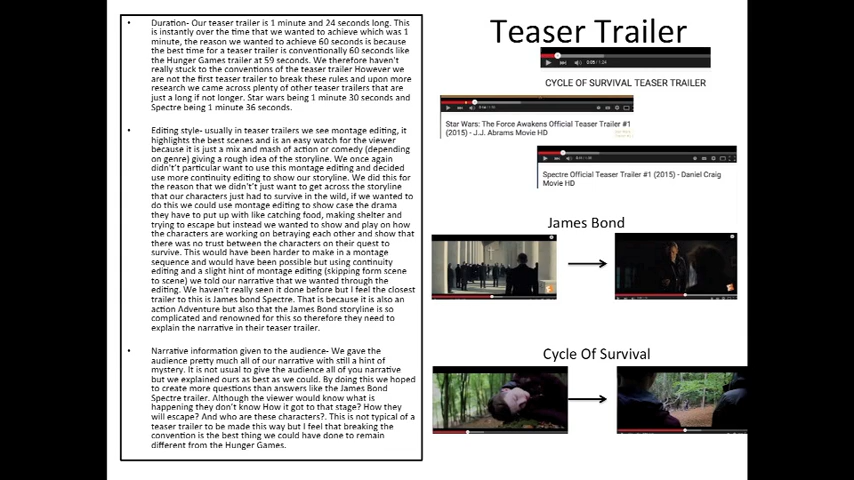 Teaser Trailer
• Duration- Our teaser trailer is 1 minute and 24 seconds long. This
is instantly over the time that we wanted to achieve which was 1
minute, the reason we wanted to achieve 60 seconds is because
the best time for a teaser trailer is conventionally 60 seconds like
the Hunger Games trailer at 59 seconds. We therefore haven't
really stuck to the conventions of the teaser trailer However we
are not the first teaser trailer to break these rules and upon more
research we came across plenty of other teaser trailers that are
just a long if not longer. Star wars being 1 minute 30 seconds and
Spectre being 1 minute 36 seconds.
• Editing style- usually in teaser trailers we see montage editing, it
highlights the best scenes and is an easy watch for the viewer
because it is just a mix and mash of action or comedy (depending
on genre) giving a rough idea of the storyline. We once again
didn't't particular want to use this montage editing and decided
use more continuity editing to show our storyline. We did this for
the reason that we didn't't just want to get across the storyline
that our characters just had to survive in the wild, if we wanted to
do this we could use montage editing to show case the drama
they have to put up with like catching food, making shelter and
trying to escape but instead we wanted to show and play on how
the characters are working on betraying each other and show that
there was no trust between the characters on their quest to
survive. This would have been harder to make in a montage
sequence and would have been possible but using continuity
editing and a slight hint of montage editing (skipping form scene
to scene) we told our narrative that we wanted through the
editing. We haven't really seen it done before but I feel the closest
trailer to this is James bond Spectre. That is because it is also an
action Adventure but also that the James Bond storyline is so
complicated and renowned for this so therefore they need to
explain the narrative in their teaser trailer.
• Narrative information given to the audience- We gave the
audience pretty much all of our narrative with still a hint of
mystery. It is not usual to give the audience all of you narrative
but we explained ours as best as we could. By doing this we hoped
to create more questions than answers like the James Bond
Spectre trailer. Although the viewer would know what is
happening they don't know How it got to that stage? How they
will escape? And who are these characters?. This is not typical of a
teaser trailer to be made this way but I feel that breaking the
convention is the best thing we could have done to remain
different from the Hunger Games.
0:05 / 1:24
CYCLE OF SURVIVAL TEASER TRAILER
Star Wars: The Force Awakens Official Teaser Trailer #1
(2015) - J.J. Abrams Movie HD
Spectre Official Teaser Trailer #1 (2015) - Daniel Craig
Movie HD
James Bond
Cycle Of Survival